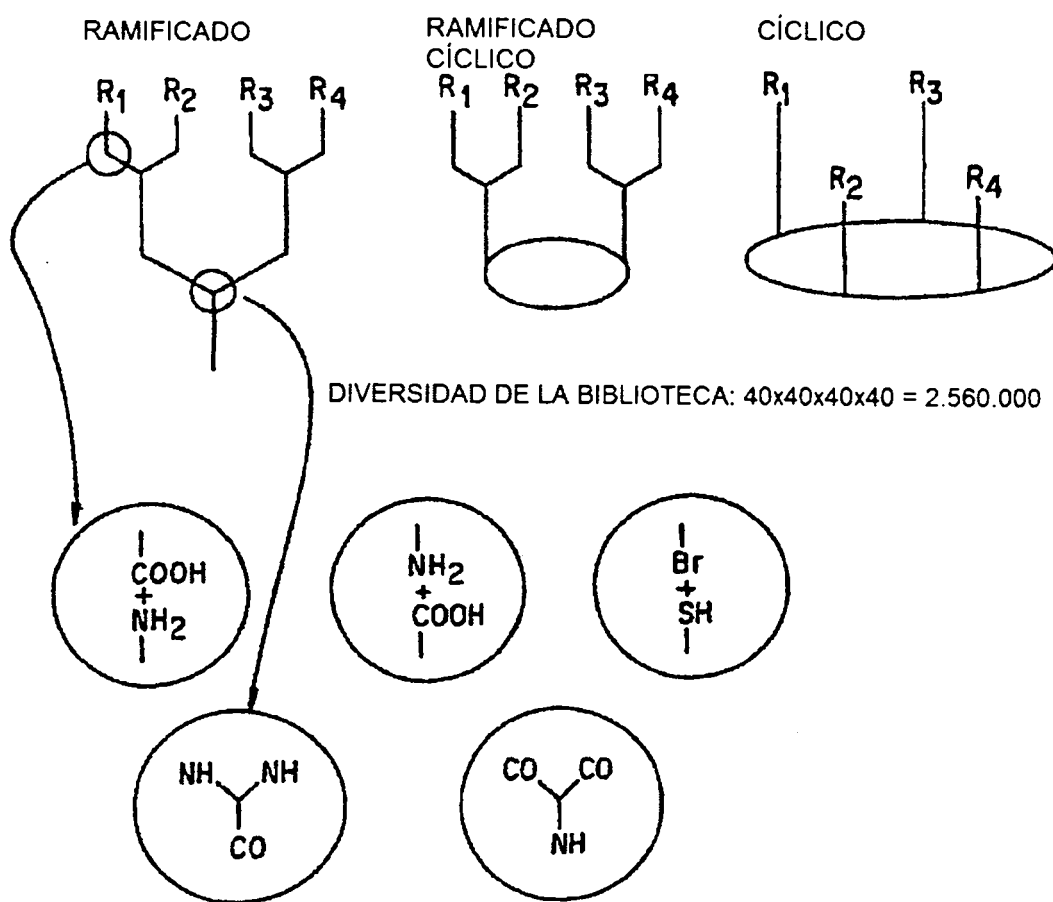 RAMIFICADO
RAMIFICADO
CÍCLICO
CÍCLICO
R1 R2 R3 R4
R1 R2 R3 R4
R1 R3
R2 R4
DIVERSIDAD DE LA BIBLIOTECA: 40x40x40x40 = 2.560.000
COOH
+
NH2
NH2
+
COOH
Br
+
SH
NH NH
CO
CO CO
NH